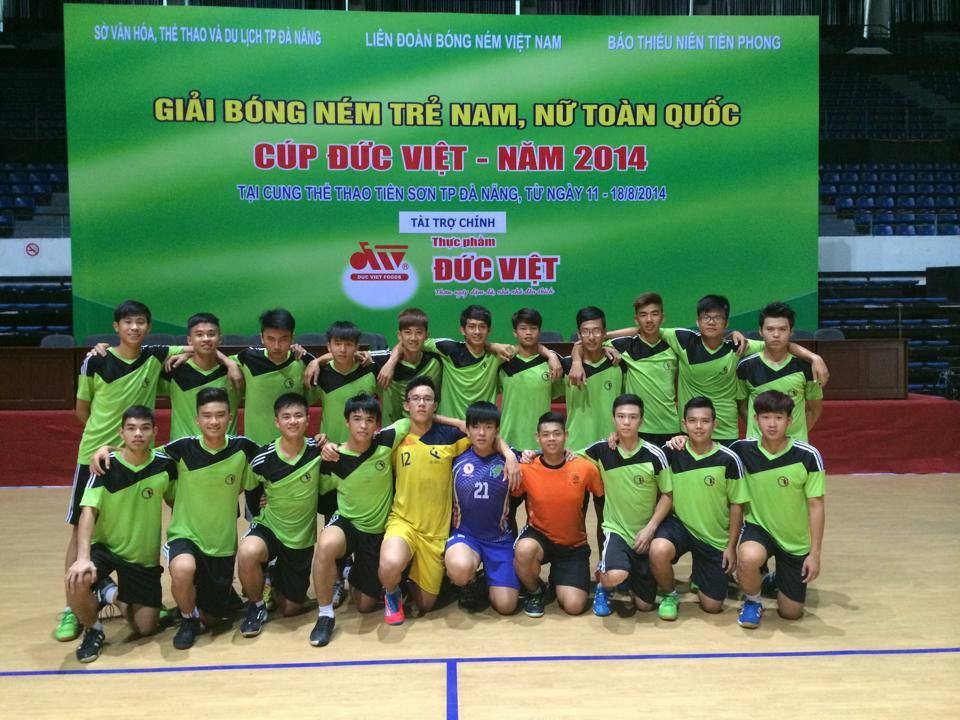 SỞ VĂN HÓA, THỂ THAO VÀ DU LỊCH TP ĐÀ NẴNG
LIÊN ĐOÀN BÓNG NÉM VIỆT NAM
BÁO THIẾU NIÊN TIỀN PHONG
GIẢI BÓNG NÉM TRẺ NAM, NỮ TOÀN QUỐC
CÚP ĐỨC VIỆT - NĂM 2014
TẠI CUNG THỂ THAO TIÊN SƠN TP ĐÀ NẴNG, TỪ NGÀY 11 - 18/8/2014
TÀI TRỢ CHÍNH
Thực phẩm
ĐỨC VIỆT
DUC VIET FOODS
12
21